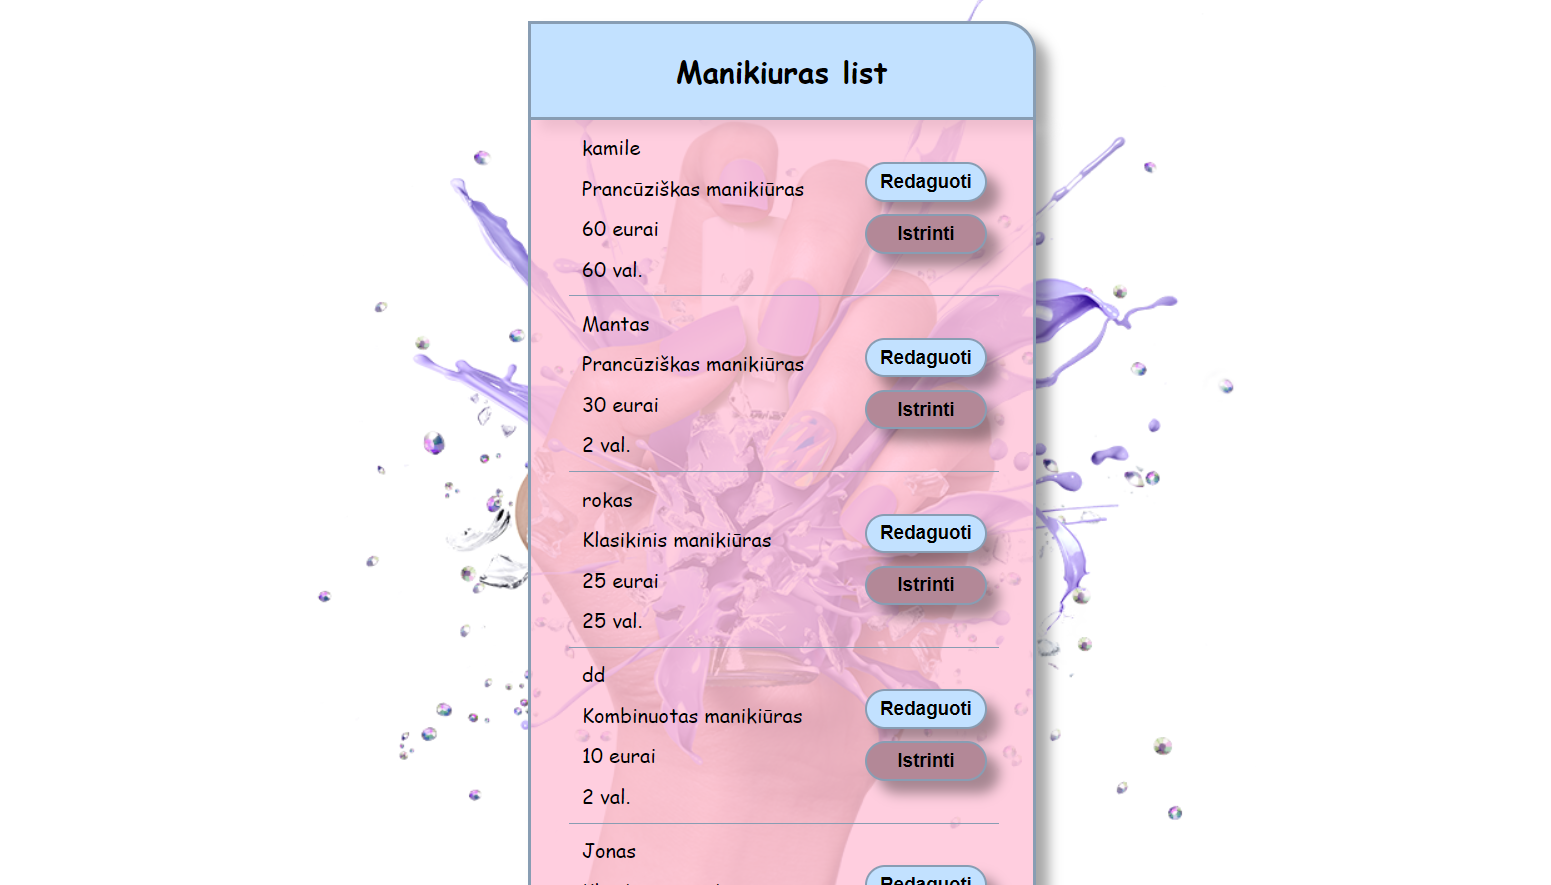 Manikiuras list
kamile
Prancūziškas manikiūras
60 eurai
60 val.
Redaguoti
Istrinti
Mantas
Prancūziškas manikiūras
30 eurai
2 val.
Redaguoti
Istrinti
rokas
Klasikinis manikiūras
25 eurai
25 val.
Redaguoti
Istrinti
dd
Kombinuotas manikiūras
10 eurai
2 val.
Redaguoti
Istrinti
Jonas
Redaguoti